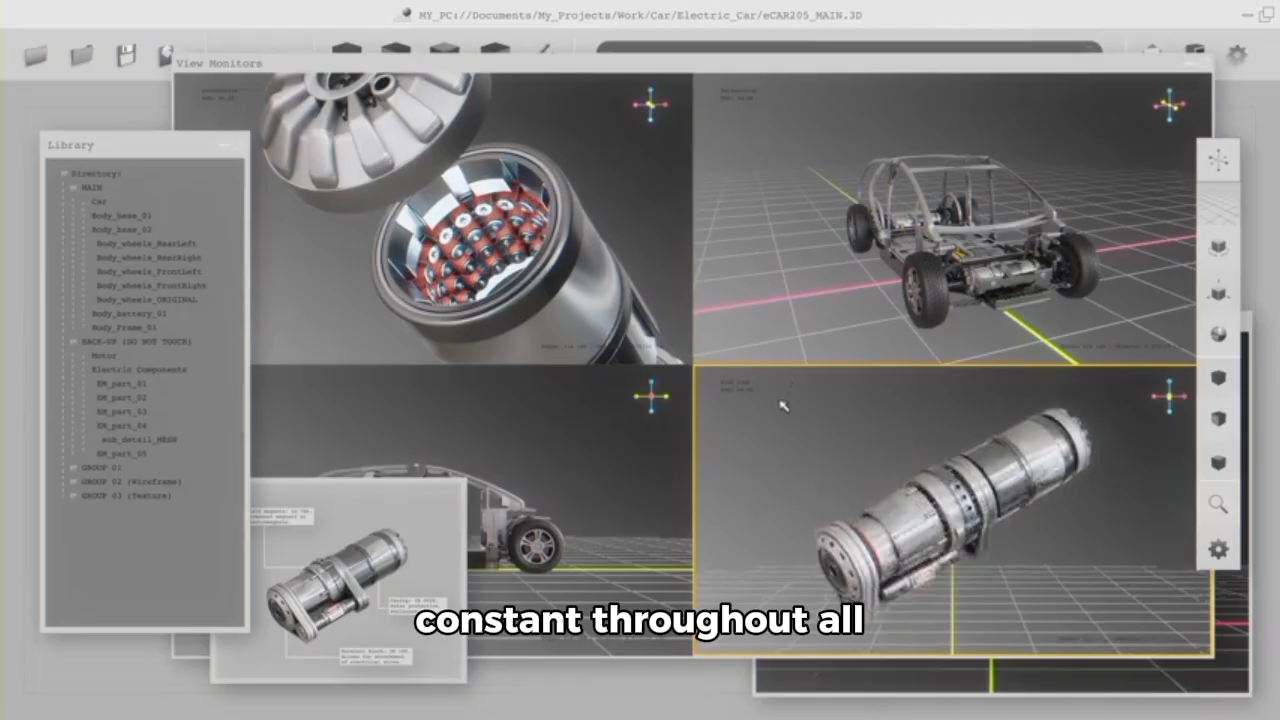 MY_PC://Documents/My_Projects/Work/Car/Electric_Car/eCAR205_MAIN.3D
View Monitors
Library
Directory:
MAIN
Car
Body_base_01
Body_base_02
Body_wheels_RearLeft
Body_wheels_RearRight
Body_wheels_FrontLeft
Body_wheels_FrontRight
Body_wheels_ORIGINAL
Body_battery_01
Body_Frame_01
BACK-UP (DO NOT TOUCH)
Motor
Electric Components
EM_part_01
EM_part_02
EM_part_03
EM_part_04
sub_detail_MESH
EM_part_05
GROUP 01
GROUP 02 (Wireframe)
GROUP 03 (Texture)
constant throughout all